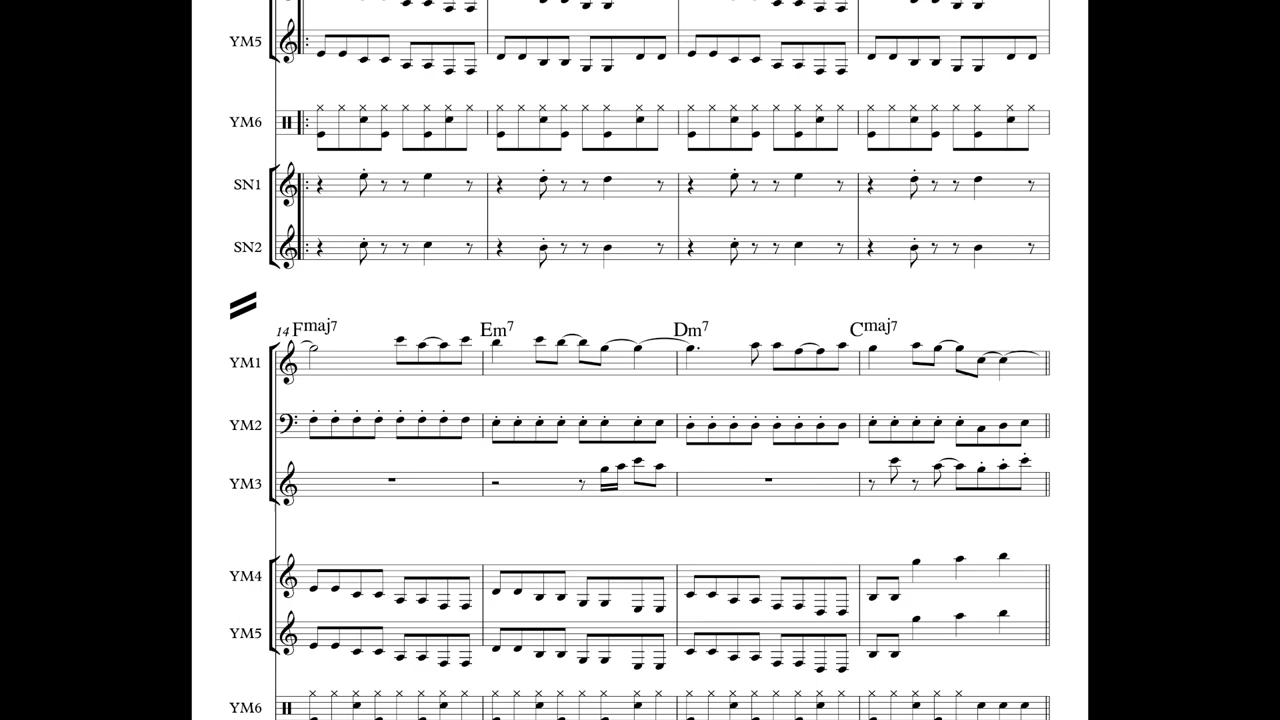 YM5
YM6
SN1
SN2
14 Fmaj7 Em7 Dm7 Cmaj7
YM1
YM2
YM3
YM4
YM5
YM6